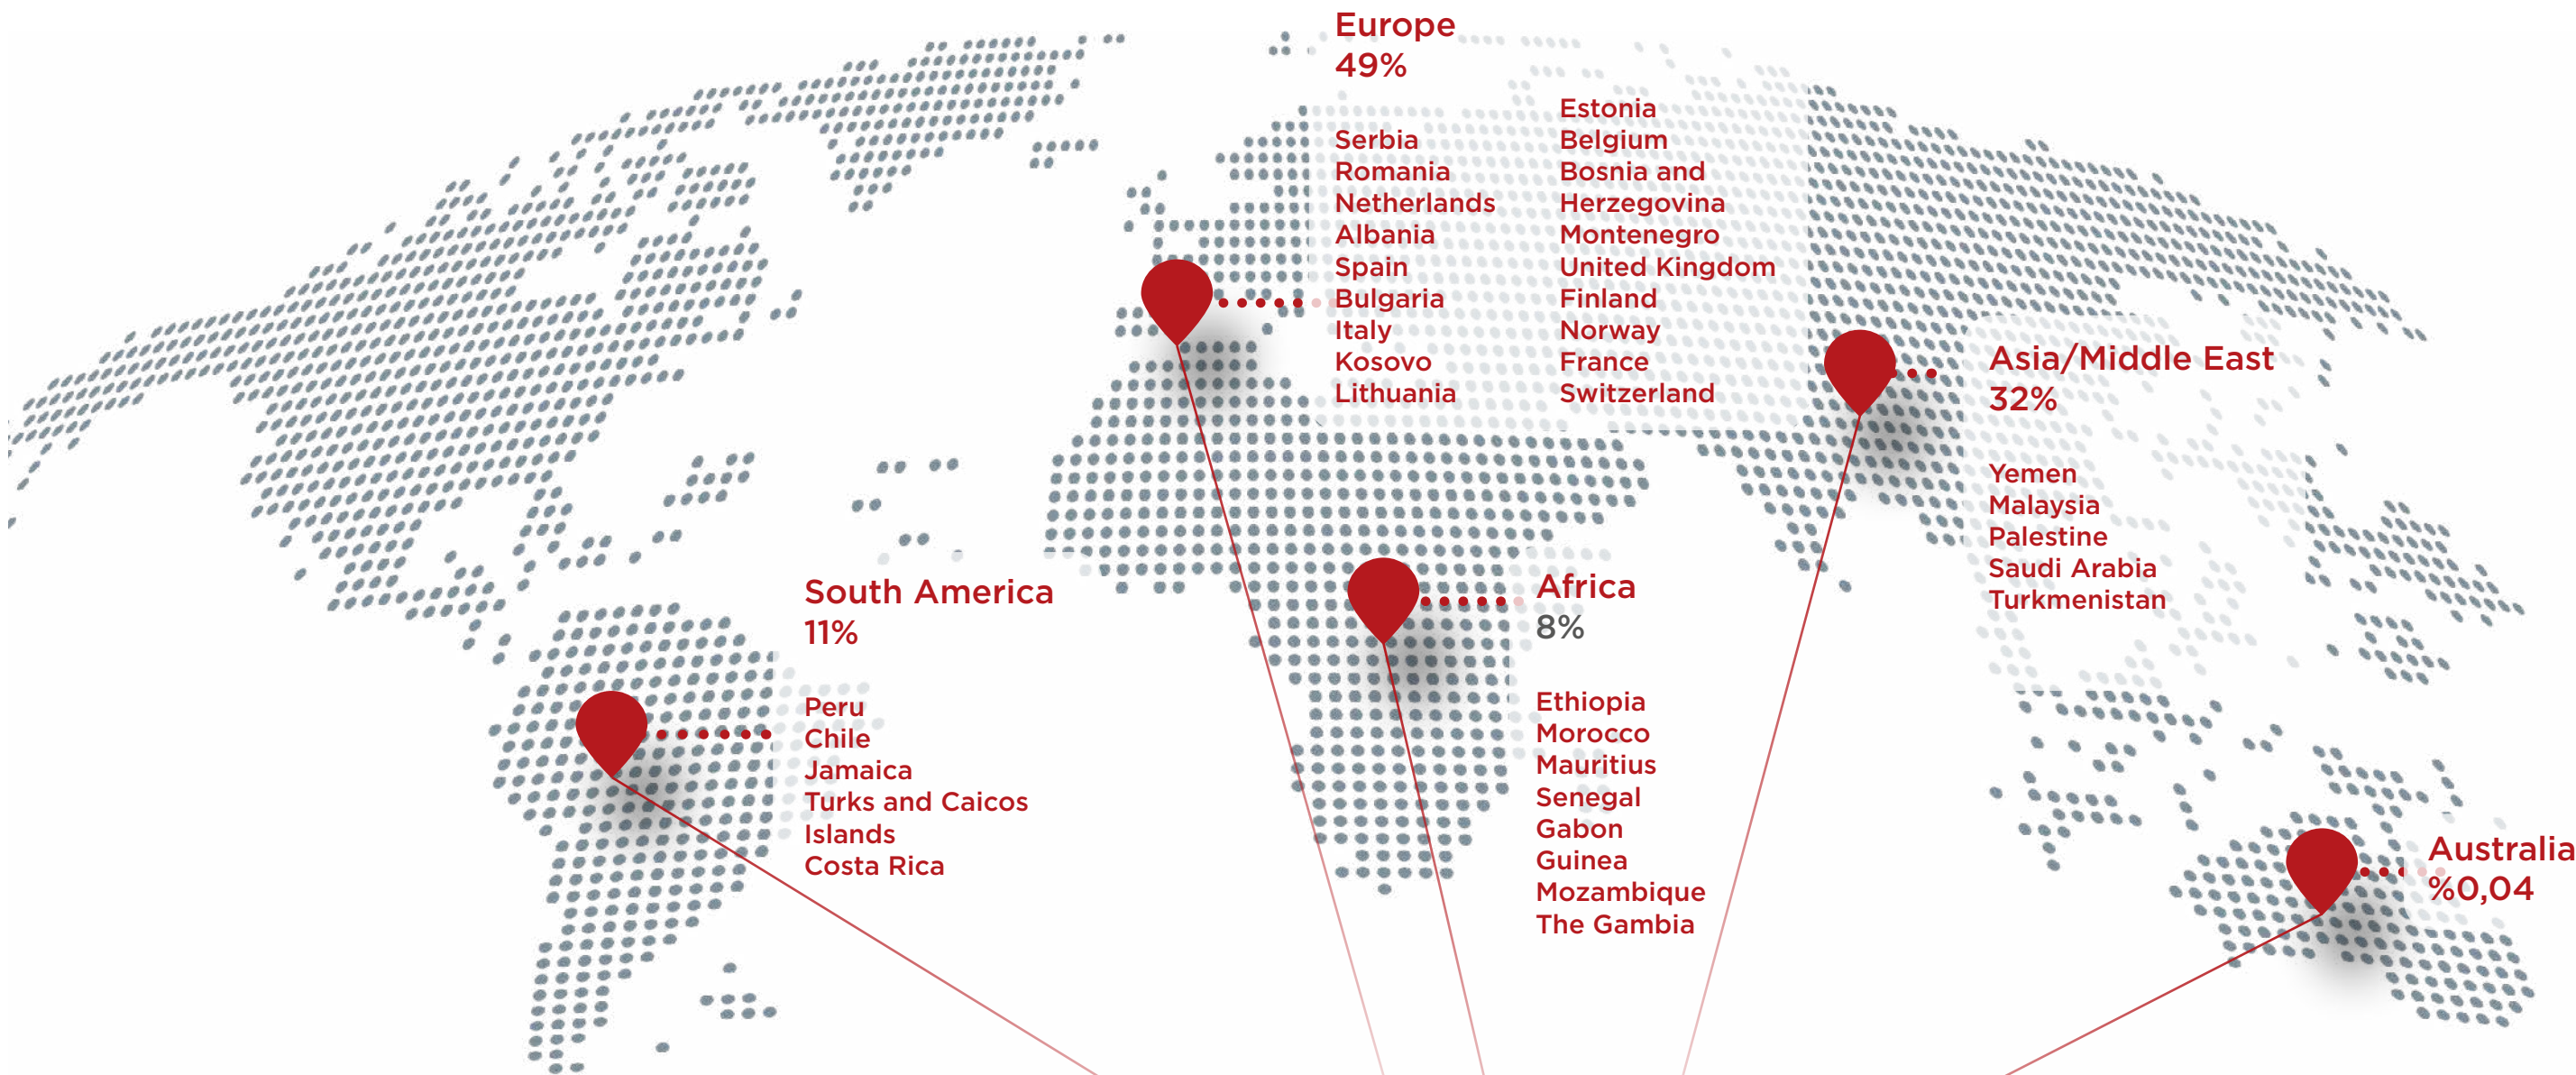 Europe
49%
Serbia
Romania
Netherlands
Albania
Spain
Bulgaria
Italy
Kosovo
Lithuania
Estonia
Belgium
Bosnia and
Herzegovina
Montenegro
United Kingdom
Finland
Norway
France
Switzerland
Asia/Middle East
32%
Yemen
Malaysia
Palestine
Saudi Arabia
Turkmenistan
South America
11%
Peru
Chile
Jamaica
Turks and Caicos
Islands
Costa Rica
Africa
8%
Ethiopia
Morocco
Mauritius
Senegal
Gabon
Guinea
Mozambique
The Gambia
Australia
%0,04